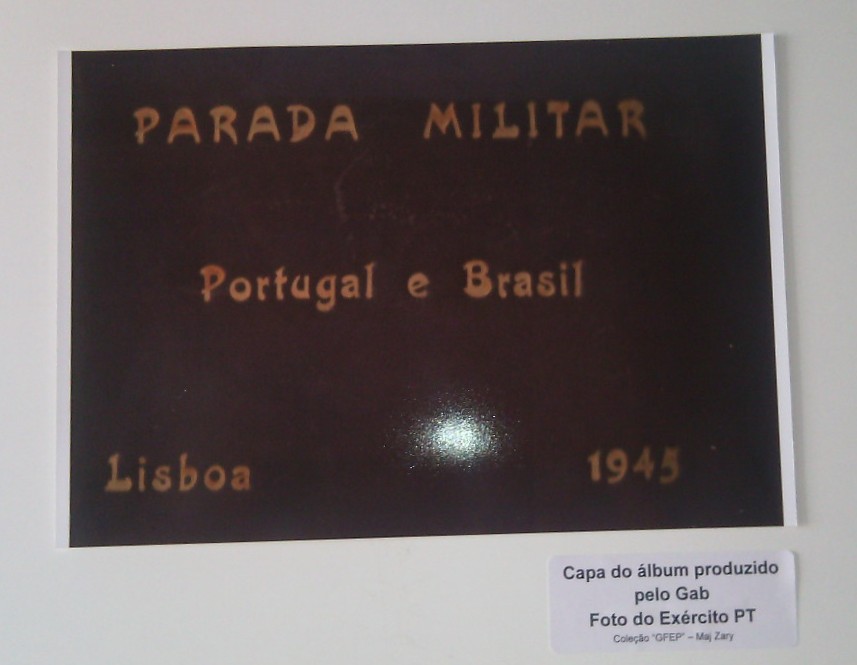 PARADA MILITAR
Portugal e Brasil
Lisboa 1945
Capa do álbum produzido
pelo Gab
Foto do Exército PT
Coleção "GFEP" – Maj Zary